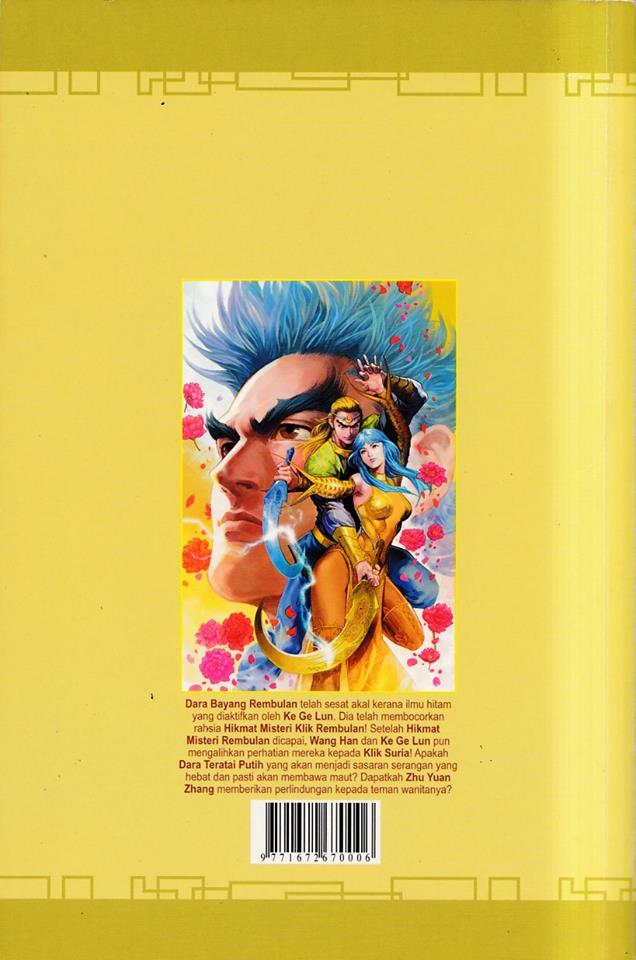 Dara Bayang Rembulan telah sesat akal kerana ilmu hitam
yang diaktifkan oleh Ke Ge Lun. Dia telah membocorkan
rahsia Hikmat Misteri Klik Rembulan! Setelah Hikmat
Misteri Rembulan dicapai, Wang Han dan Ke Ge Lun pun
mengalihkan perhatian mereka kepada Klik Suria! Apakah
Dara Teratai Putih yang akan menjadi sasaran serangan yang
hebat dan pasti akan membawa maut? Dapatkah Zhu Yuan
Zhang memberikan perlindungan kepada teman wanitanya?
9 771672 670006